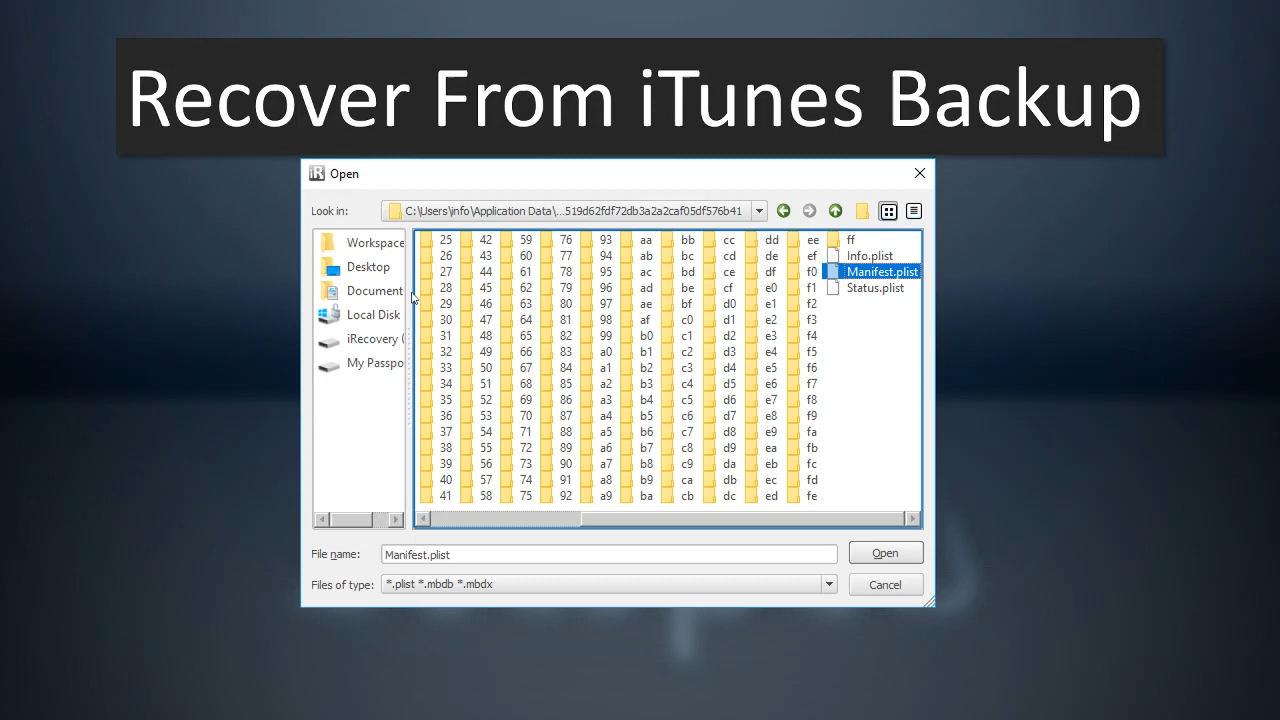 Recover From iTunes Backup
iR Open
Look in: C:\Users\info\Application Data\...519d62fdf72db3a2a2caf05df576b41
Workspace
Desktop
Document
Local Disk
iRecovery (
My Passpo
25 42 59 76 93 aa bb cc dd ee ff
26 43 60 77 94 ab bc cd de ef Info.plist
27 44 61 78 95 ac bd ce df f0 Manifest.plist
28 45 62 79 96 ad be cf e0 f1 Status.plist
29 46 63 80 97 ae bf d0 e1 f2
30 47 64 81 98 af c0 d1 e2 f3
31 48 65 82 99 b0 c1 d2 e3 f4
32 49 66 83 a0 b1 c2 d3 e4 f5
33 50 67 84 a1 b2 c3 d4 e5 f6
34 51 68 85 a2 b3 c4 d5 e6 f7
35 52 69 86 a3 b4 c5 d6 e7 f8
36 53 70 87 a4 b5 c6 d7 e8 f9
37 54 71 88 a5 b6 c7 d8 e9 fa
38 55 72 89 a6 b7 c8 d9 ea fb
39 56 73 90 a7 b8 c9 da eb fc
40 57 74 91 a8 b9 ca db ec fd
41 58 75 92 a9 ba cb dc ed fe
File name: Manifest.plist Open
Files of type: *.plist *.mbdb *.mbdx Cancel